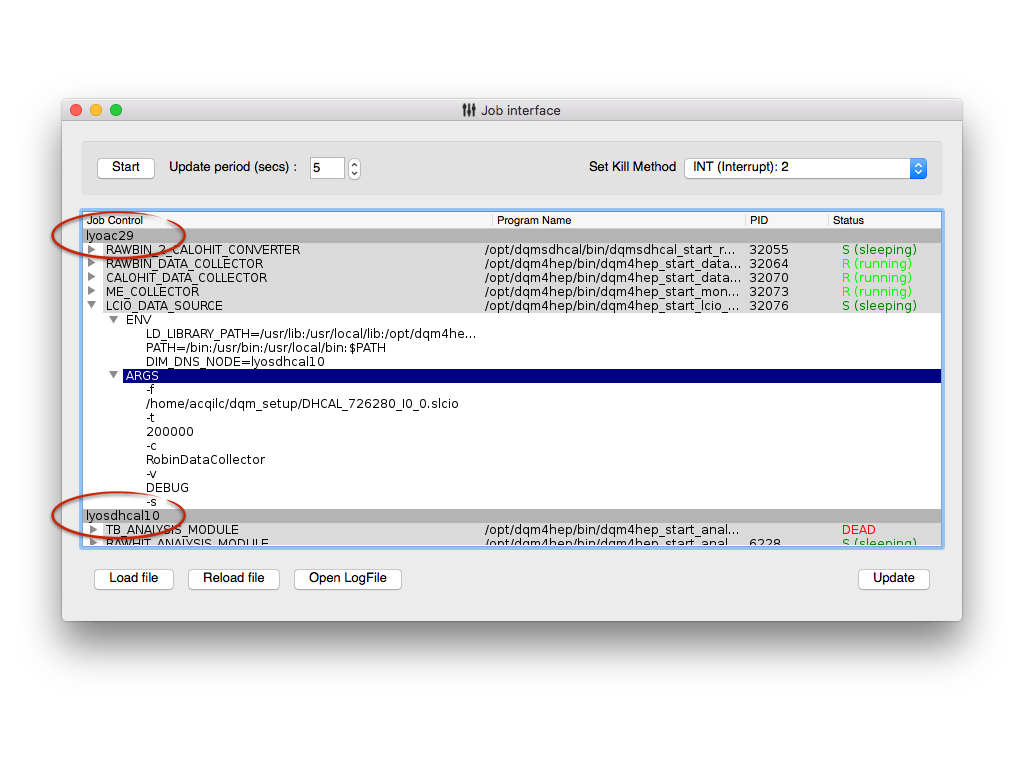 Job interface
Start Update period (secs) : 5 Set Kill Method INT (Interrupt): 2
Job Control Program Name PID Status
lyoac29
RAWBIN_2_CALOHIT_CONVERTER /opt/dqmsdhcal/bin/dqmsdhcal_start_r... 32055 S (sleeping)
RAWBIN_DATA_COLLECTOR /opt/dqm4hep/bin/dqm4hep_start_data... 32064 R (running)
CALOHIT_DATA_COLLECTOR /opt/dqm4hep/bin/dqm4hep_start_data... 32070 R (running)
ME_COLLECTOR /opt/dqm4hep/bin/dqm4hep_start_mon... 32073 R (running)
LCIO_DATA_SOURCE /opt/dqm4hep/bin/dqm4hep_start_lcio_... 32076 S (sleeping)
ENV
LD_LIBRARY_PATH=/usr/lib:/usr/local/lib:/opt/dqm4he...
PATH=/bin:/usr/bin:/usr/local/bin:$PATH
DIM_DNS_NODE=lyosdhcal10
ARGS
-f
/home/acqilc/dqm_setup/DHCAL_726280_I0_0.slcio
-t
200000
-c
RobinDataCollector
-v
DEBUG
-s
lyosdhcal10
TB_ANALYSIS_MODULE /opt/dqm4hep/bin/dqm4hep_start_anal... DEAD
RAWHIT_ANALYSIS_MODULE /opt/dqm4hep/bin/dqm4hep_start_anal... 6228 S (sleeping)
Load file Reload file Open LogFile Update